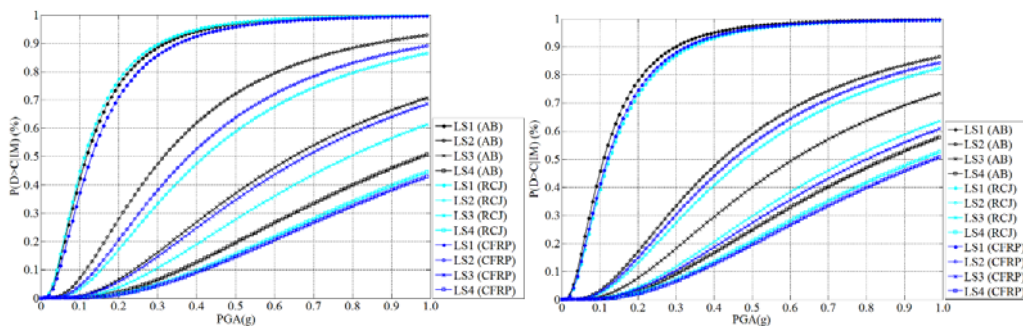 P(D>C|IM) (%)
1
0.9
0.8
0.7
0.6
0.5
0.4
0.3
0.2
0.1
0
0 0.1 0.2 0.3 0.4 0.5 0.6 0.7 0.8 0.9 1.0
PGA(g)
LS1 (AB)
LS2 (AB)
LS3 (AB)
LS4 (AB)
LS1 (RCJ)
LS2 (RCJ)
LS3 (RCJ)
LS4 (RCJ)
LS1 (CFRP)
LS2 (CFRP)
LS3 (CFRP)
LS4 (CFRP)
P(D>C|IM) (%)
1
0.9
0.8
0.7
0.6
0.5
0.4
0.3
0.2
0.1
0
0 0.1 0.2 0.3 0.4 0.5 0.6 0.7 0.8 0.9 1.0
PGA(g)
LS1 (AB)
LS2 (AB)
LS3 (AB)
LS4 (AB)
LS1 (RCJ)
LS2 (RCJ)
LS3 (RCJ)
LS4 (RCJ)
LS1 (CFRP)
LS2 (CFRP)
LS3 (CFRP)
LS4 (CFRP)